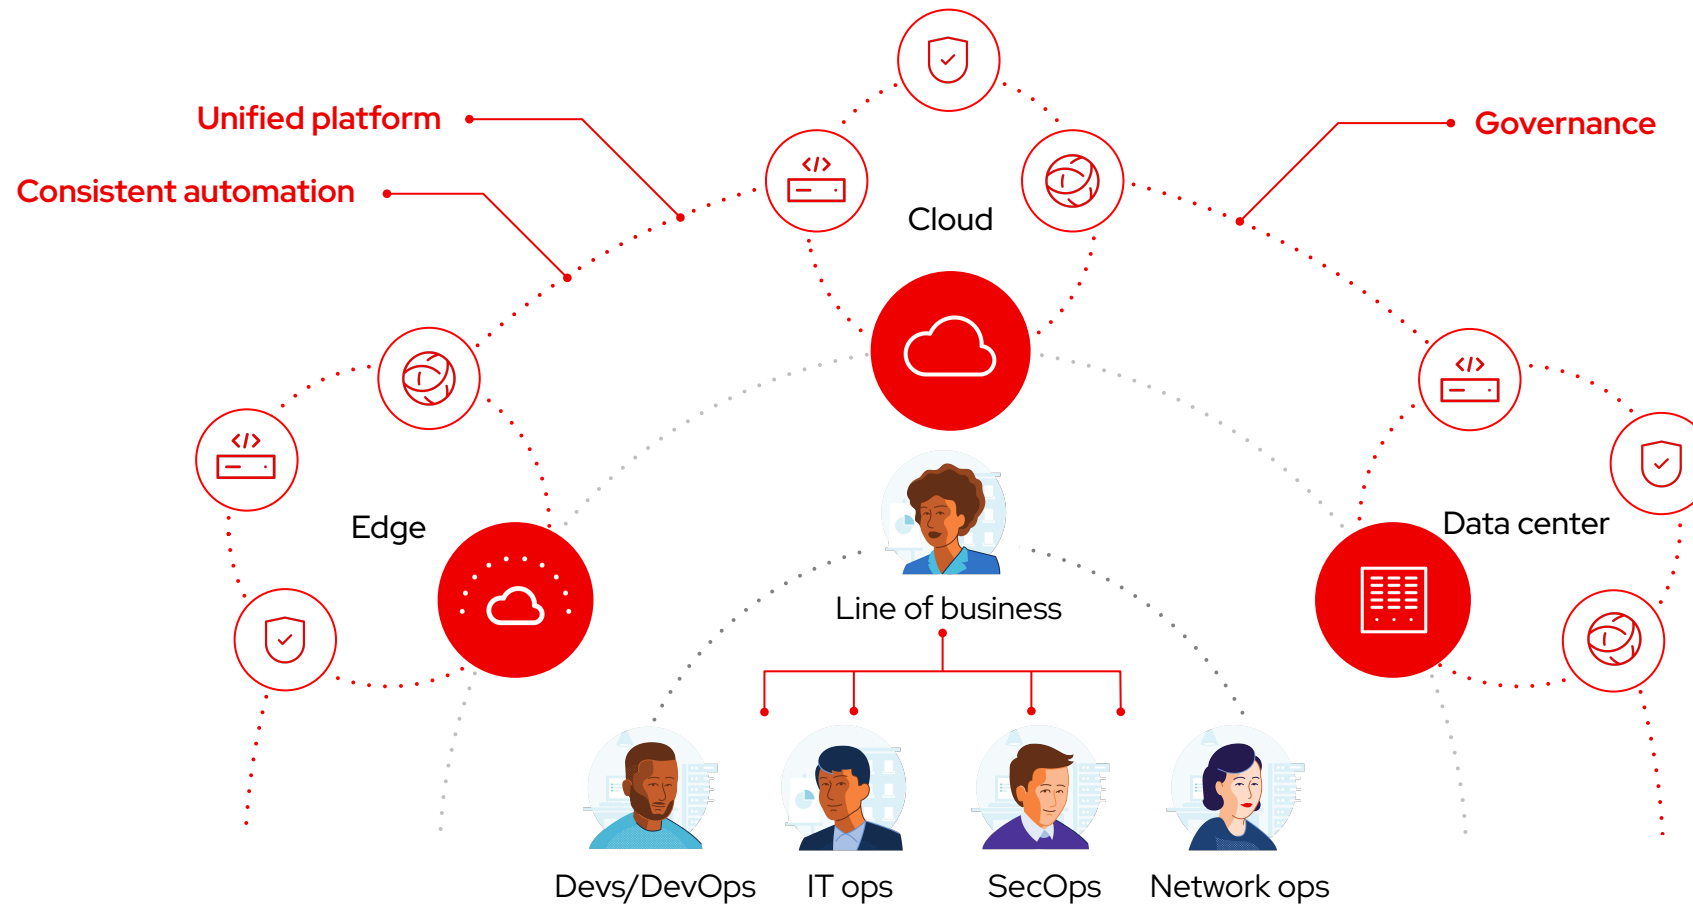 Unified platform
Governance
Consistent automation
Cloud
Edge
Data center
Line of business
Devs/DevOps
IT ops
SecOps
Network ops